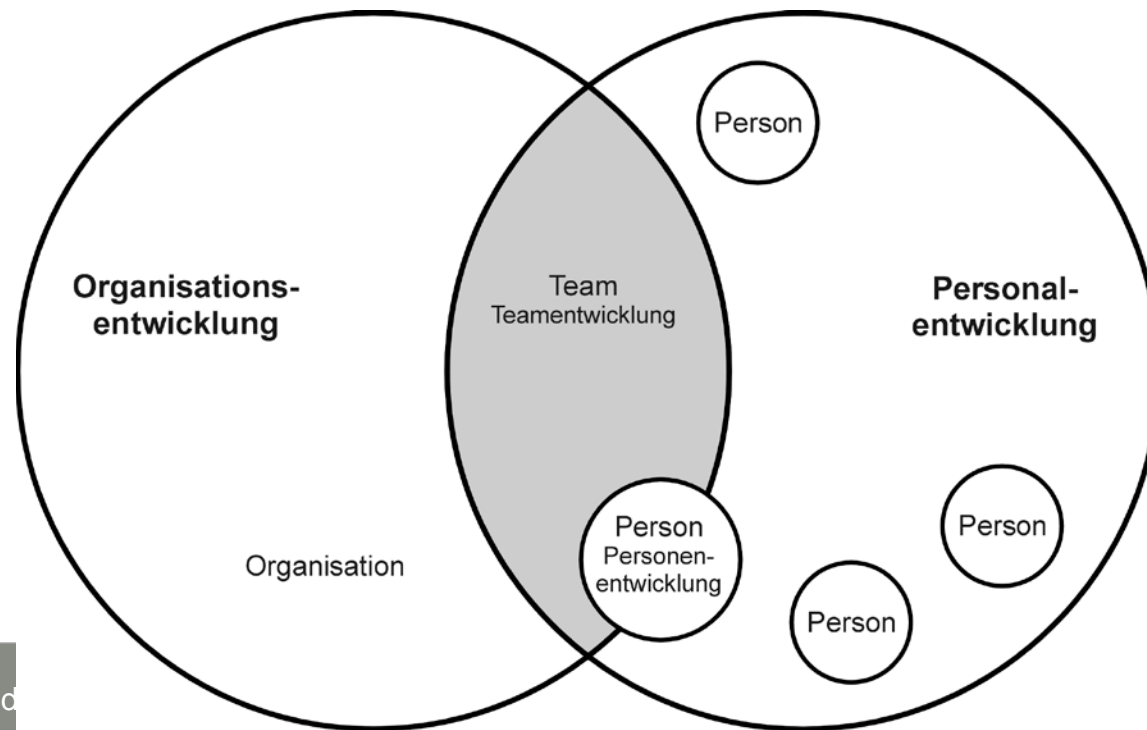 Person
Organisations-
entwicklung
Team
Teamentwicklung
Personal-
entwicklung
Organisation
Person
Personen-
entwicklung
Person
Person